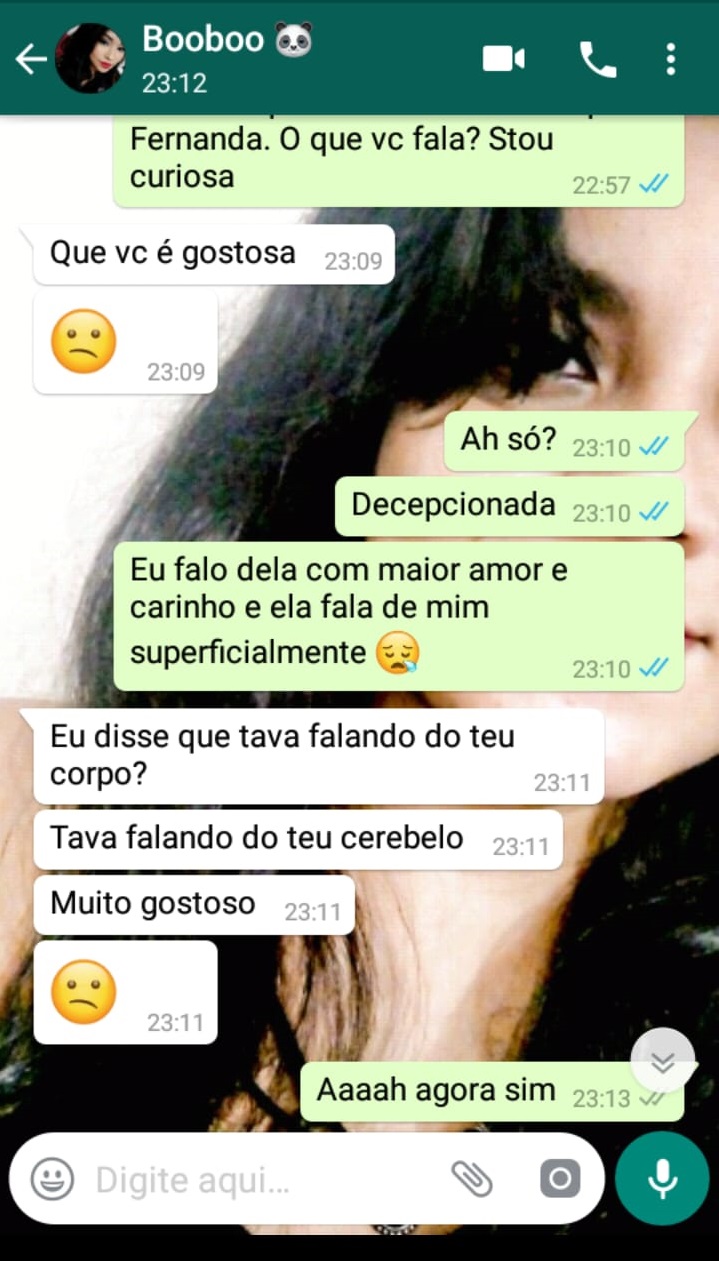 Booboo 🐼
23:12
Fernanda. O que vc fala? Stou
curiosa
22:57
Que vc é gostosa 23:09
😕 23:09
Ah só? 23:10
Decepcionada 23:10
Eu falo dela com maior amor e
carinho e ela fala de mim
superficialmente 😪
23:10
Eu disse que tava falando do teu
corpo?
23:11
Tava falando do teu cerebelo 23:11
Muito gostoso 23:11
😕 23:11
Aaaah agora sim 23:13
Digite aqui...